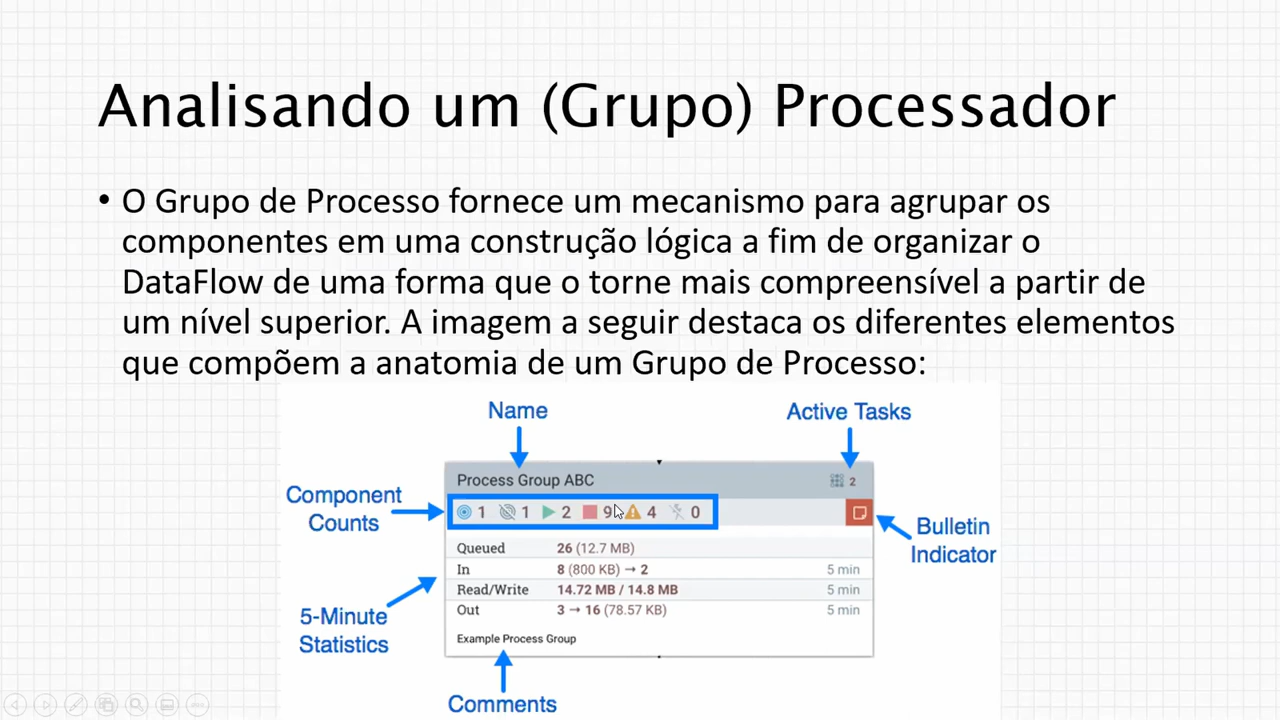 Analisando um (Grupo) Processador
• O Grupo de Processo fornece um mecanismo para agrupar os
componentes em uma construção lógica a fim de organizar o
DataFlow de uma forma que o torne mais compreensível a partir de
um nível superior. A imagem a seguir destaca os diferentes elementos
que compõem a anatomia de um Grupo de Processo:
Name
Active Tasks
Process Group ABC 2
Component
Counts
1 1 2 9 4 0
Bulletin
Indicator
Queued 26 (12.7 MB)
In 8 (800 KB) → 2 5 min
Read/Write 14.72 MB / 14.8 MB 5 min
Out 3 → 16 (78.57 KB) 5 min
5-Minute
Statistics
Example Process Group
Comments